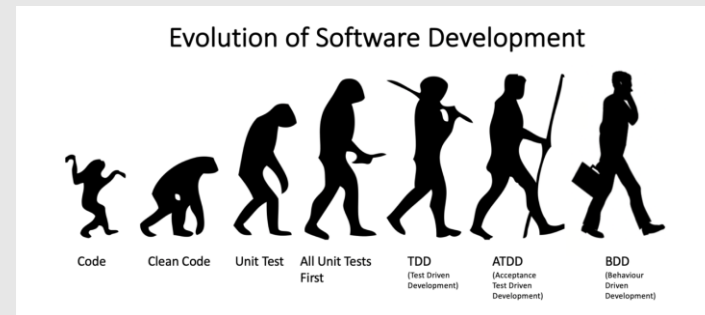 Evolution of Software Development
Code
Clean Code
Unit Test
All Unit Tests
First
TDD
(Test Driven
Development)
ATDD
(Acceptance
Test Driven
Development)
BDD
(Behaviour
Driven
Development)